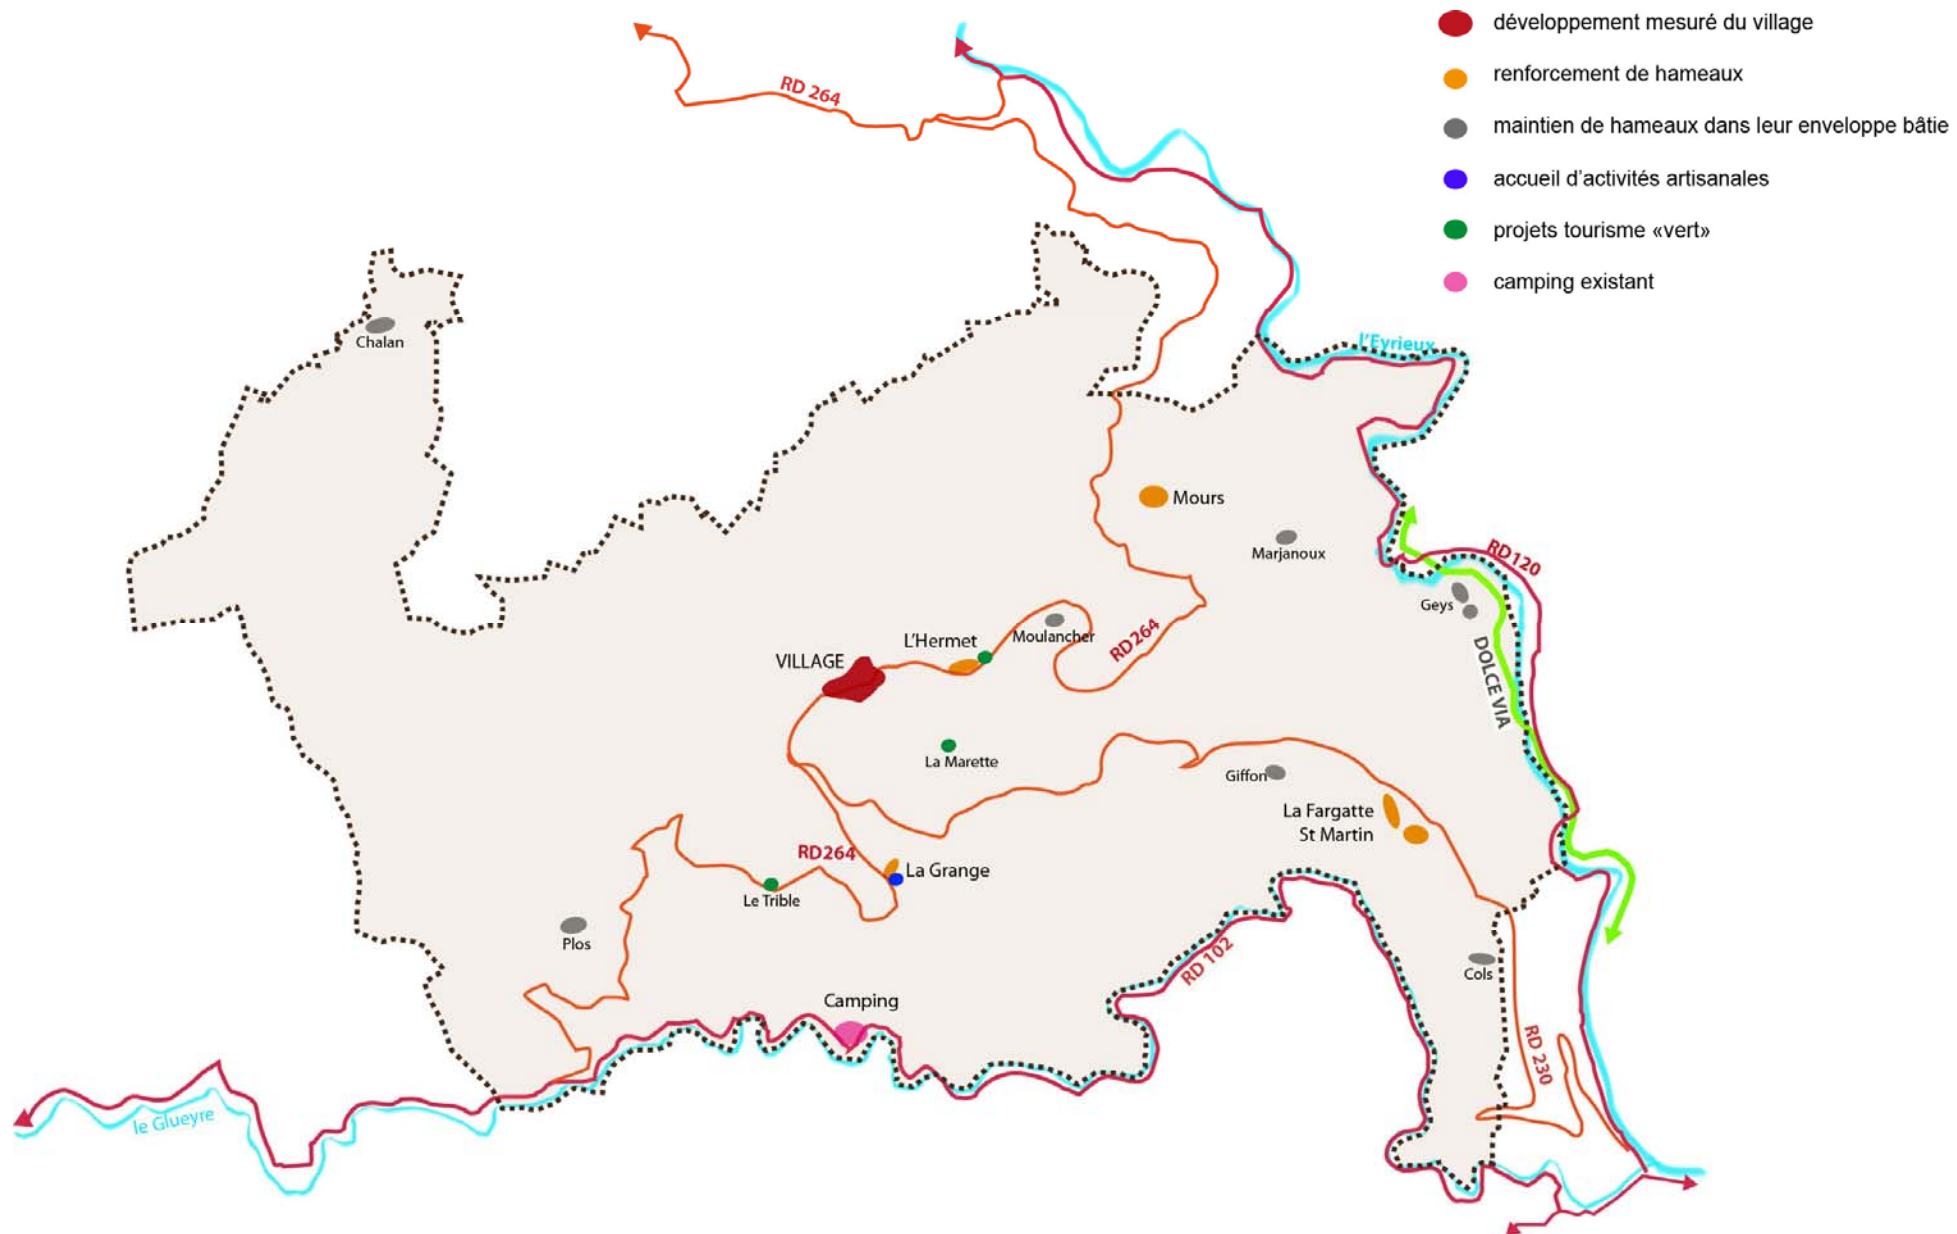 développement mesuré du village
renforcement de hameaux
maintien de hameaux dans leur enveloppe bâtie
accueil d’activités artisanales
projets tourisme «vert»
camping existant
RD 264
l'Eyrieux
Chalan
Mours
Marjanoux
RD120
Geys
DOLCE VIA
L'Hermet
Moulancher
RD264
VILLAGE
La Marette
Giffon
La Fargatte
St Martin
RD264
La Grange
Le Trible
Plos
RD 102
Cols
Camping
RD 230
le Glueyre